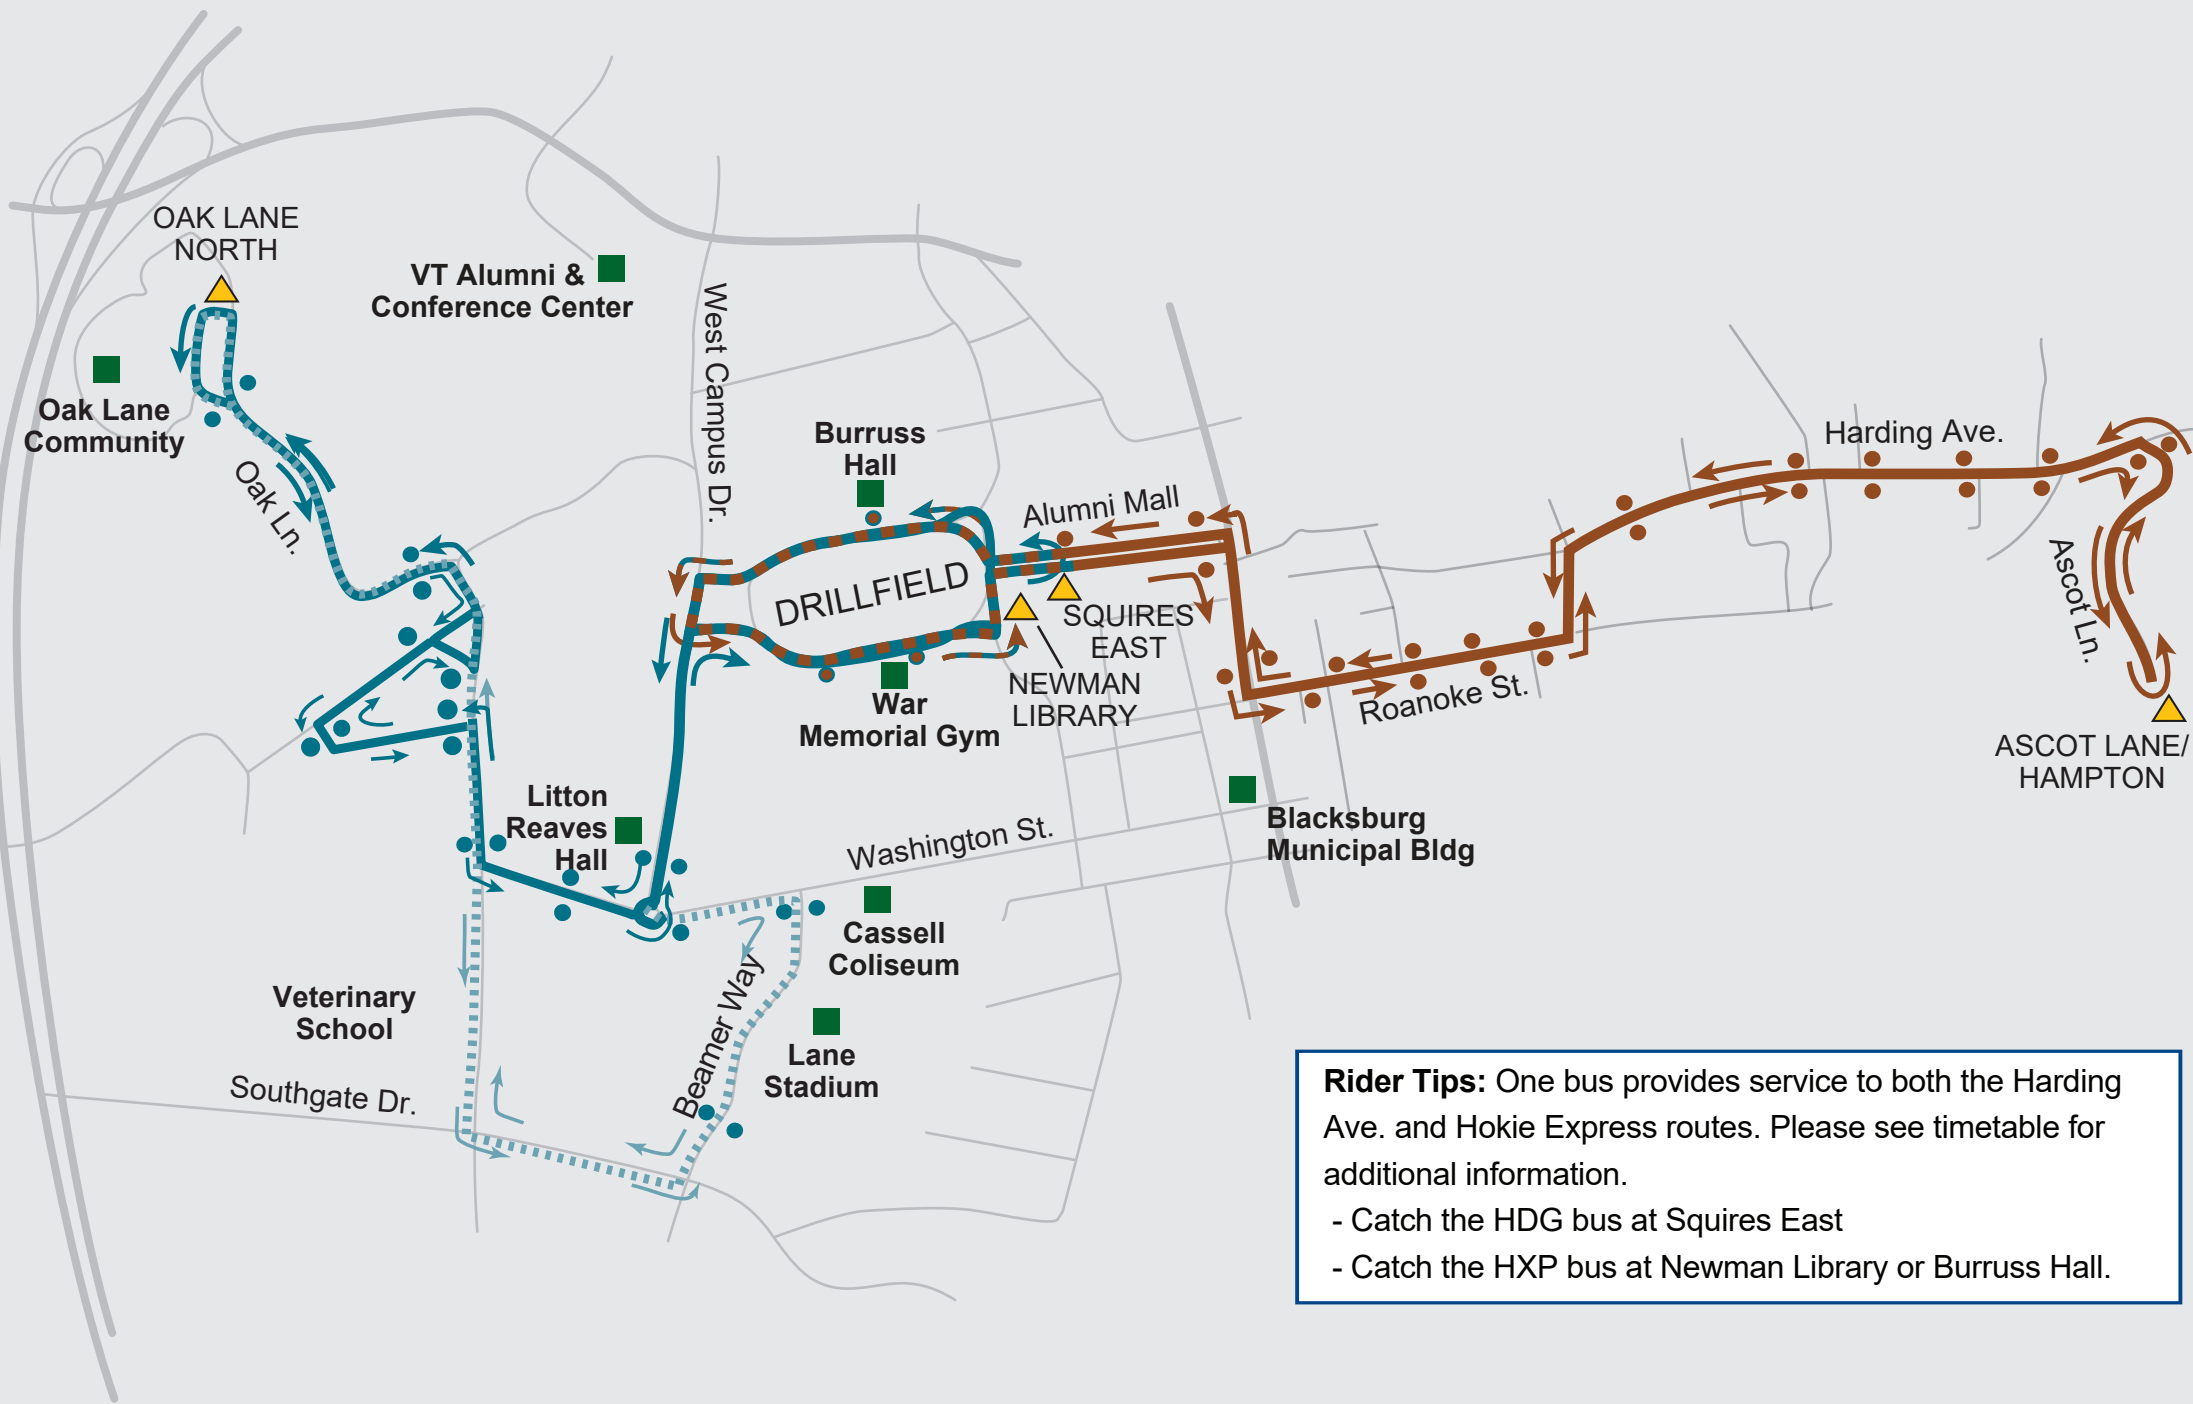 OAK LANE
NORTH
VT Alumni &
Conference Center
West Campus Dr.
Oak Lane
Community
Oak Ln.
Burruss
Hall
Alumni Mall
Harding Ave.
DRILLFIELD
SQUIRES
EAST
NEWMAN
LIBRARY
War
Memorial Gym
Roanoke St.
Ascot Ln.
ASCOT LANE/
HAMPTON
Litton
Reaves
Hall
Washington St.
Blacksburg
Municipal Bldg
Cassell
Coliseum
Veterinary
School
Beamer Way
Lane
Stadium
Southgate Dr.
Rider Tips: One bus provides service to both the Harding
Ave. and Hokie Express routes. Please see timetable for
additional information.
- Catch the HDG bus at Squires East
- Catch the HXP bus at Newman Library or Burruss Hall.